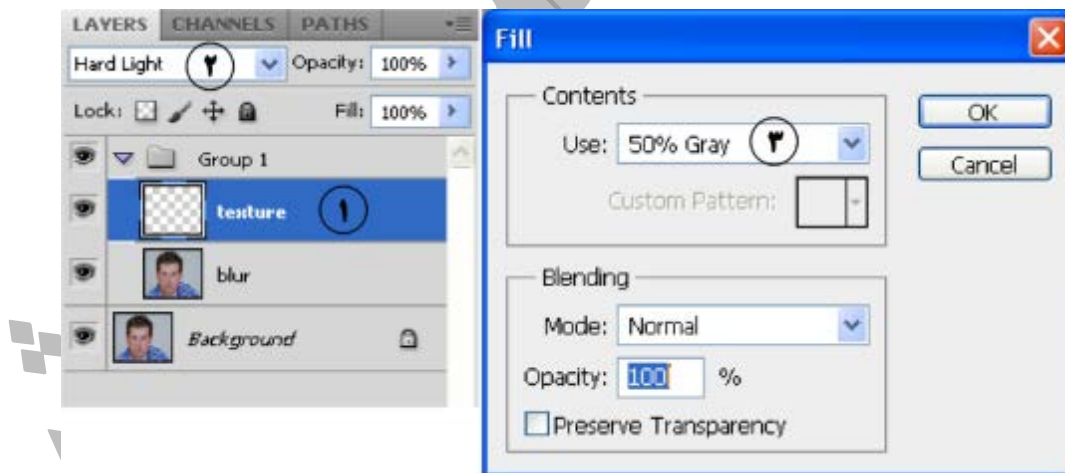 LAYERS CHANNELS PATHS
Hard Light ۲ Opacity: 100%
Lock: Fill: 100%
Group 1
texture ۱
blur
Background
Fill
Contents
Use: 50% Gray ۳
Custom Pattern:
OK
Cancel
Blending
Mode: Normal
Opacity: 100 %
Preserve Transparency